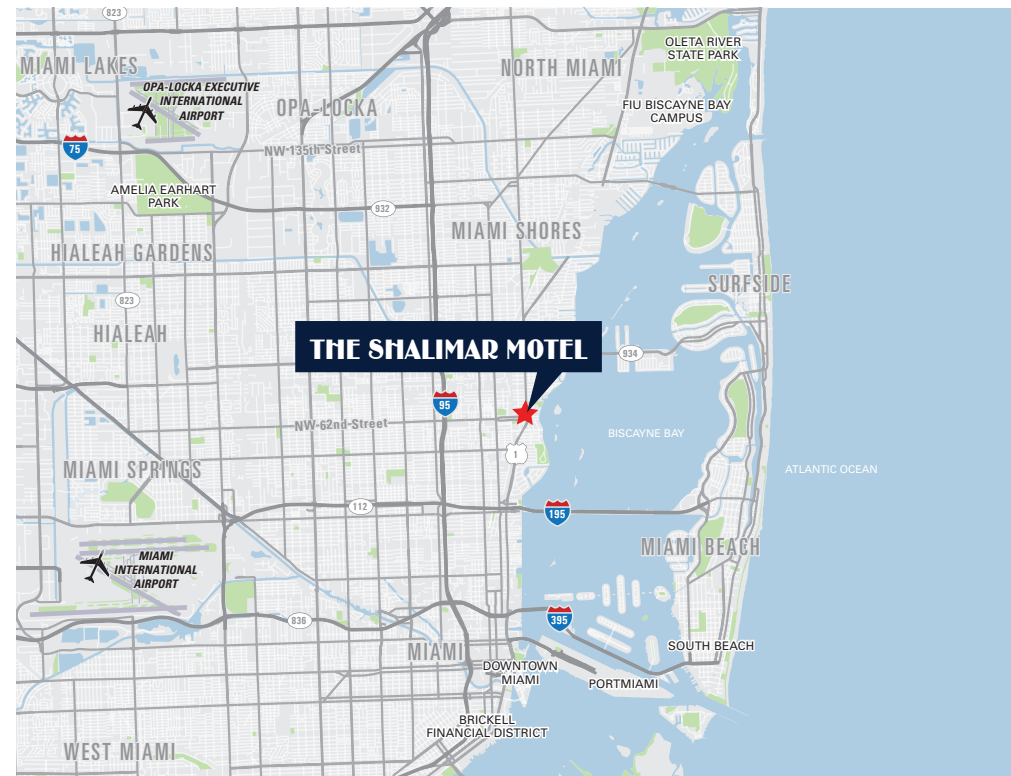 823
OLETA RIVER
STATE PARK
MIAMI LAKES
NORTH MIAMI
OPA-LOCKA EXECUTIVE
INTERNATIONAL
AIRPORT
OPA-LOCKA
FIU BISCAYNE BAY
CAMPUS
75
NW 135th Street
AMELIA EARHART
PARK
932
MIAMI SHORES
HIALEAH GARDENS
SURFSIDE
823
HIALEAH
THE SHALIMAR MOTEL
934
95
NW 62nd Street
BISCAYNE BAY
1
MIAMI SPRINGS
ATLANTIC OCEAN
112
195
MIAMI BEACH
MIAMI
INTERNATIONAL
AIRPORT
836
395
MIAMI
SOUTH BEACH
DOWNTOWN
MIAMI
PORTMIAMI
BRICKELL
FINANCIAL DISTRICT
WEST MIAMI